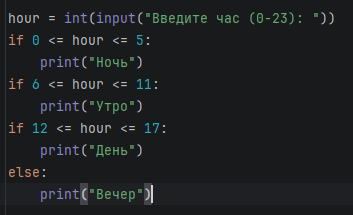 hour = int(input("Введите час (0-23): "))
if 0 <= hour <= 5:
    print("Ночь")
if 6 <= hour <= 11:
    print("Утро")
if 12 <= hour <= 17:
    print("День")
else:
    print("Вечер")